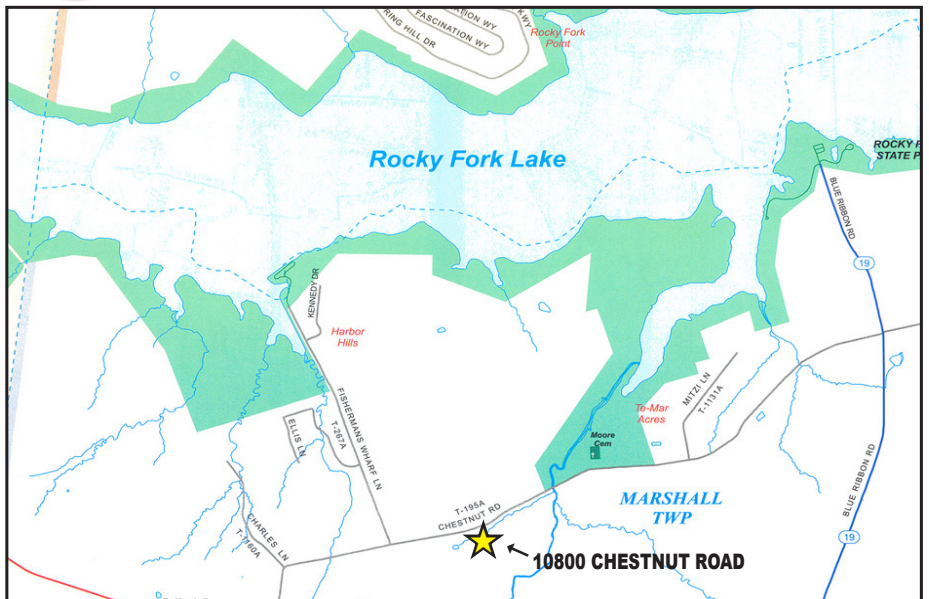 FASCINATION WY
RING HILL DR
KWY
Rocky Fork
Point
Rocky Fork Lake
ROCKY F
STATE P
BLUE RIBBON RD
19
KENNEDY DR
Harbor
Hills
FISHERMANS WHARF LN
T-267A
ELLIS LN
MITZI LN
T-1131A
Te-Mar
Acres
Moore
Cem
BLUE RIBBON RD
T-195A
CHESTNUT RD
MARSHALL
TWP
CHARLES LN
T-1160A
19
10800 CHESTNUT ROAD